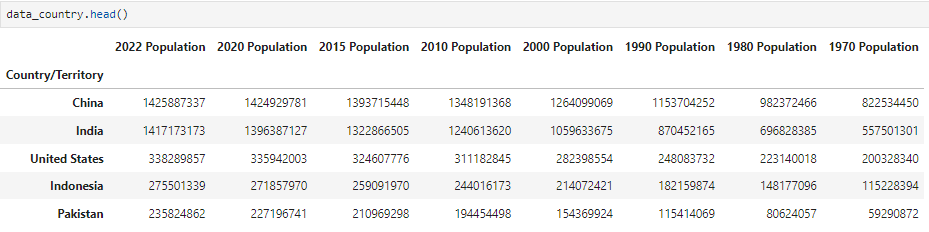 data_country.head()
2022 Population 2020 Population 2015 Population 2010 Population 2000 Population 1990 Population 1980 Population 1970 Population
Country/Territory
China 1425887337 1424929781 1393715448 1348191368 1264099069 1153704252 982372466 822534450
India 1417173173 1396387127 1322866505 1240613620 1059633675 870452165 696828385 557501301
United States 338289857 335942003 324607776 311182845 282398554 248083732 223140018 200328340
Indonesia 275501339 271857970 259091970 244016173 214072421 182159874 148177096 115228394
Pakistan 235824862 227196741 210969298 194454498 154369924 115414069 80624057 59290872